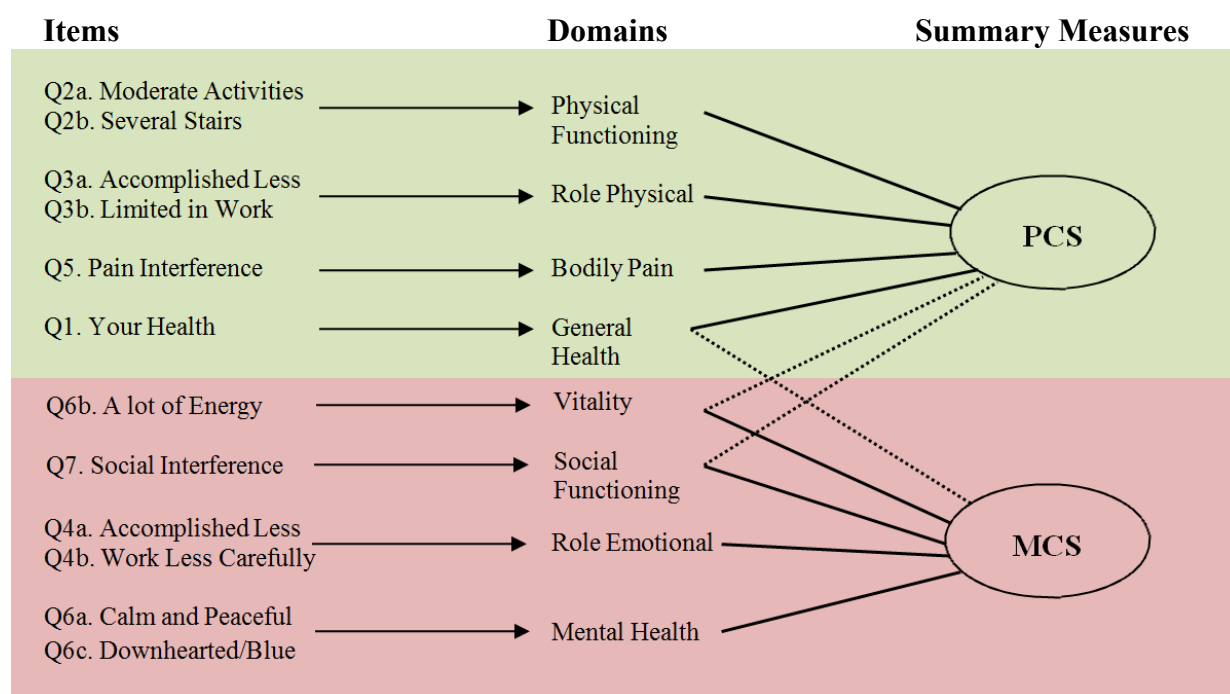 Items Domains Summary Measures
Q2a. Moderate Activities
Q2b. Several Stairs
Physical
Functioning
Q3a. Accomplished Less
Q3b. Limited in Work
Role Physical
PCS
Q5. Pain Interference
Bodily Pain
Q1. Your Health
General
Health
Q6b. A lot of Energy
Vitality
Q7. Social Interference
Social
Functioning
Q4a. Accomplished Less
Q4b. Work Less Carefully
Role Emotional
MCS
Q6a. Calm and Peaceful
Q6c. Downhearted/Blue
Mental Health